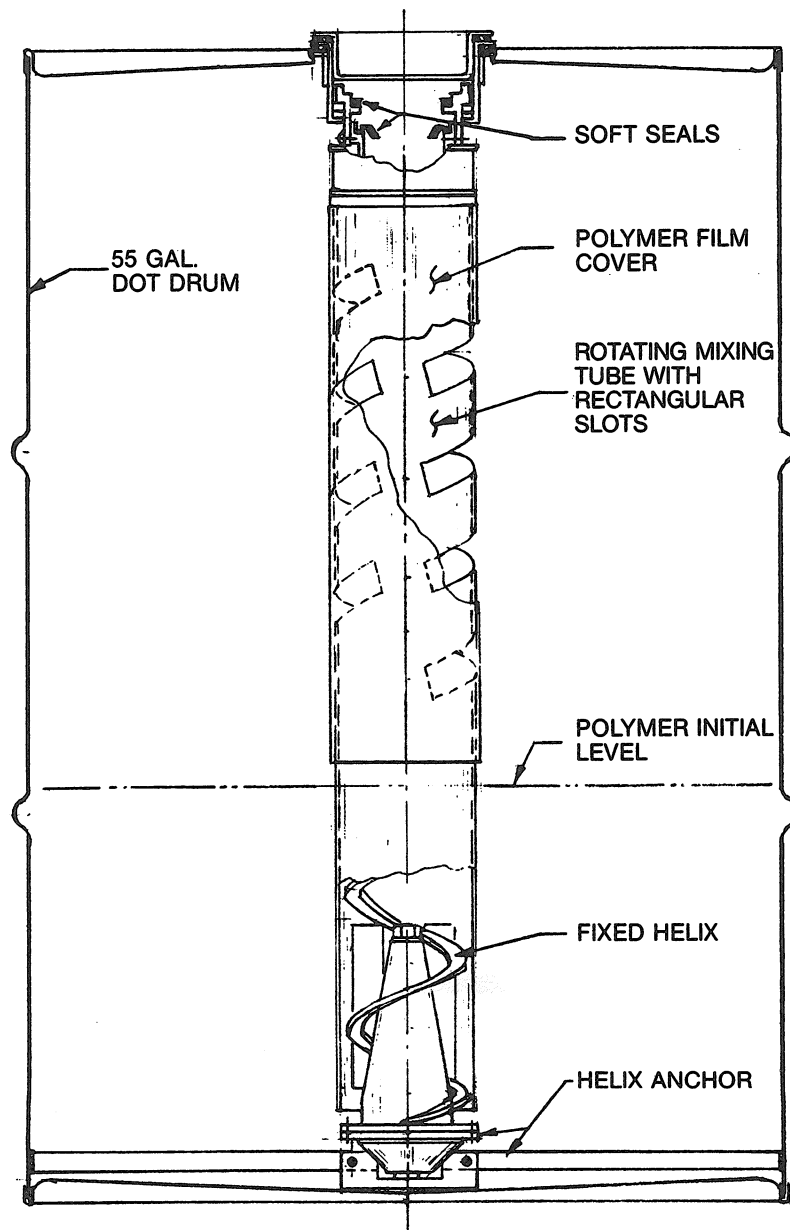 SOFT SEALS
55 GAL.
DOT DRUM
POLYMER FILM
COVER
ROTATING MIXING
TUBE WITH
RECTANGULAR
SLOTS
POLYMER INITIAL
LEVEL
FIXED HELIX
HELIX ANCHOR